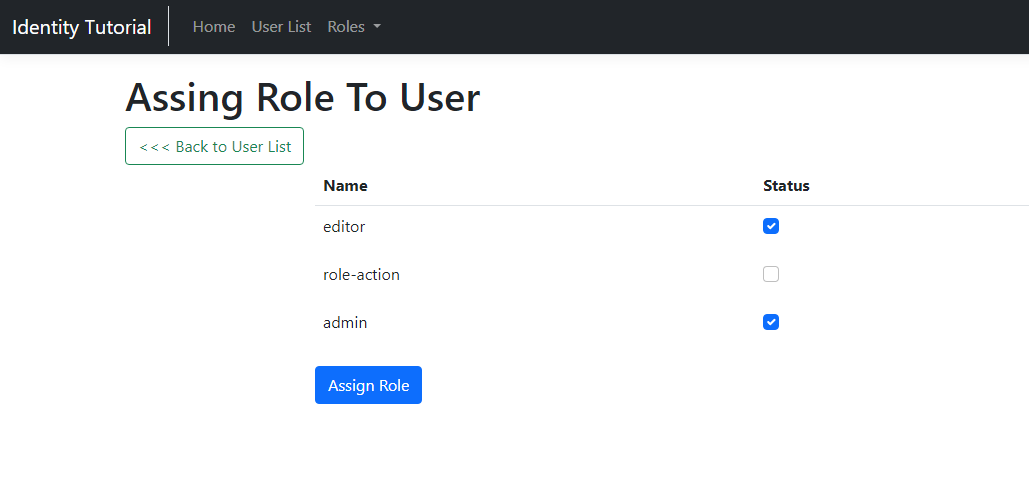 Identity Tutorial Home User List Roles
Assing Role To User
<<< Back to User List
Name Status
editor
role-action
admin
Assign Role